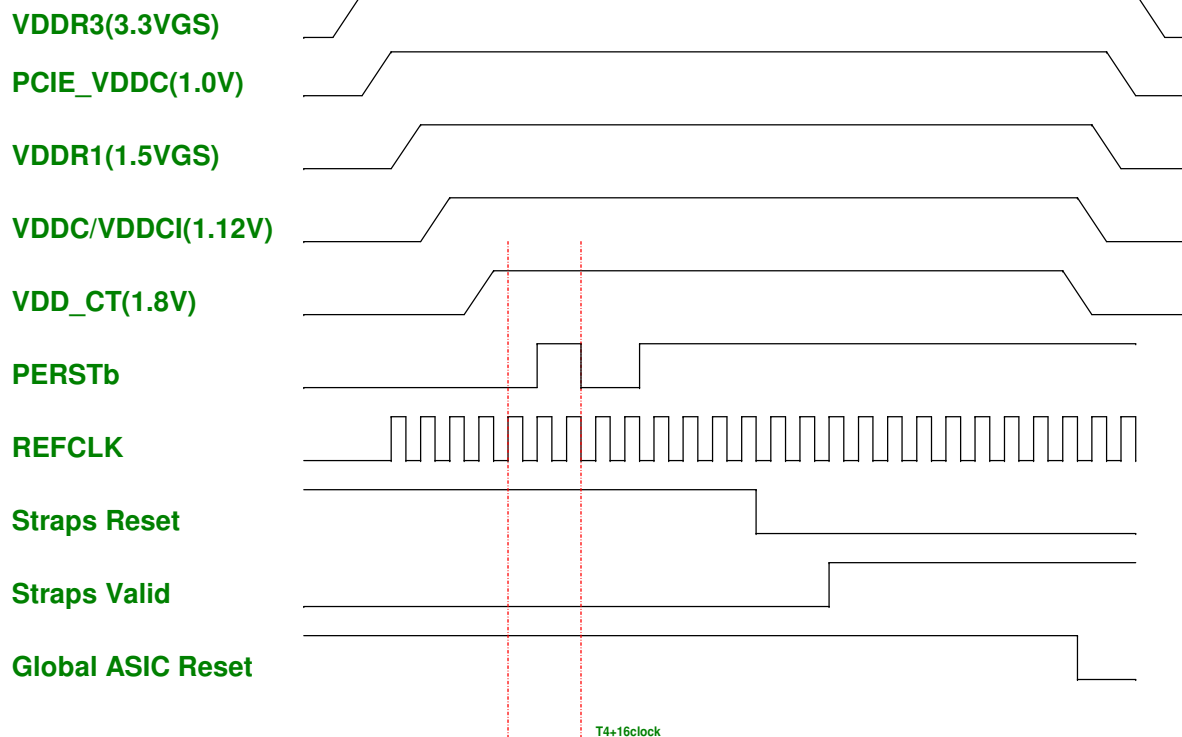 VDDR3(3.3VGS)
PCIE_VDDC(1.0V)
VDDR1(1.5VGS)
VDDC/VDDCI(1.12V)
VDD_CT(1.8V)
PERSTb
REFCLK
Straps Reset
Straps Valid
Global ASIC Reset
T4+16clock